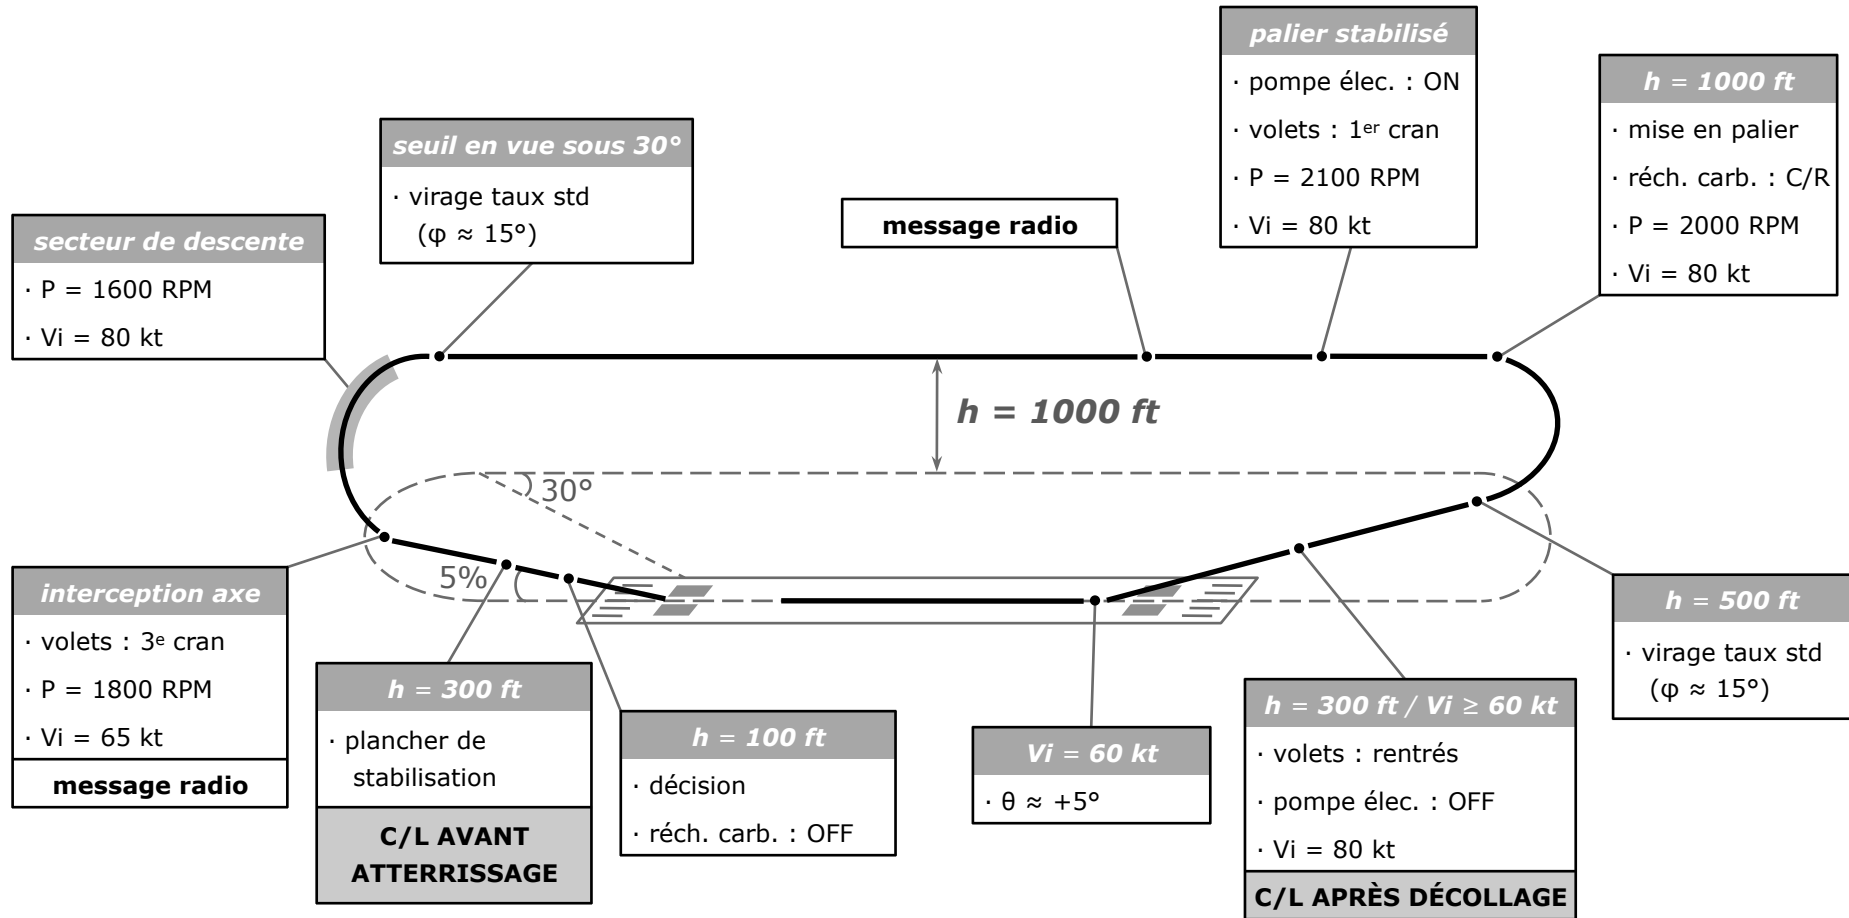 palier stabilisé
· pompe élec. : ON
· volets : 1er cran
· P = 2100 RPM
· Vi = 80 kt
h = 1000 ft
· mise en palier
· réch. carb. : C/R
· P = 2000 RPM
· Vi = 80 kt
seuil en vue sous 30°
· virage taux std
(φ ≈ 15°)
message radio
secteur de descente
· P = 1600 RPM
· Vi = 80 kt
h = 1000 ft
30°
5%
interception axe
· volets : 3e cran
· P = 1800 RPM
· Vi = 65 kt
message radio
h = 300 ft
· plancher de
stabilisation
C/L AVANT
ATTERRISSAGE
h = 100 ft
· décision
· réch. carb. : OFF
Vi = 60 kt
· θ ≈ +5°
h = 300 ft / Vi ≥ 60 kt
· volets : rentrés
· pompe élec. : OFF
· Vi = 80 kt
C/L APRÈS DÉCOLLAGE
h = 500 ft
· virage taux std
(φ ≈ 15°)